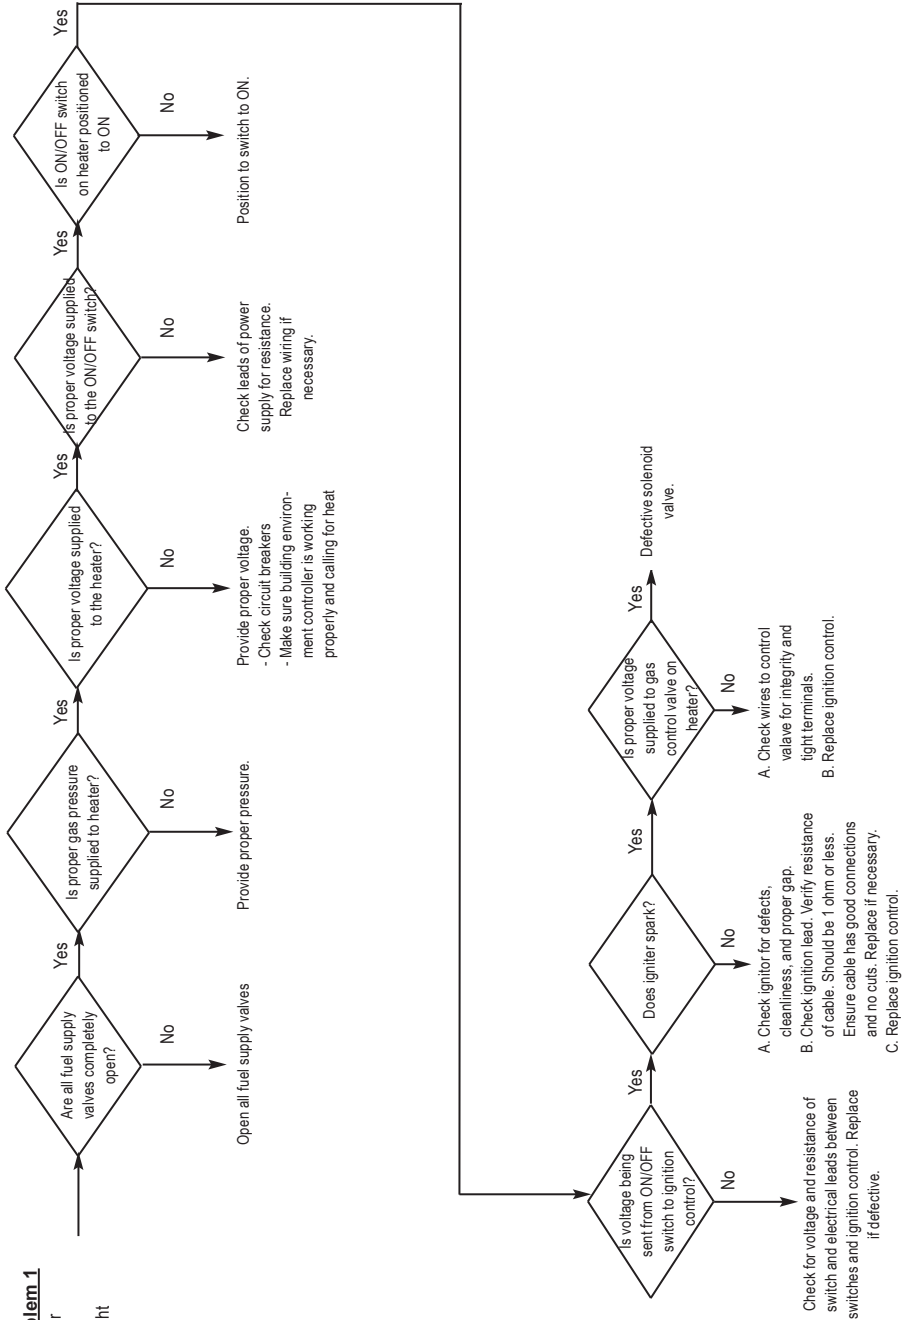 olem 1
r
ht
Are all fuel supply
valves completely
open?
Yes
No
Open all fuel supply valves
Is proper gas pressure
supplied to heater?
Yes
No
Provide proper pressure.
Is proper voltage supplied
to the heater?
Yes
No
Provide proper voltage.
- Check circuit breakers
- Make sure building environ-
ment controller is working
properly and calling for heat
Is proper voltage supplied
to the ON/OFF switch?
Yes
No
Check leads of power
supply for resistance.
Replace wiring if
necessary.
Is ON/OFF switch
on heater positioned
to ON
Yes
No
Position to switch to ON.
Is voltage being
sent from ON/OFF
switch to ignition
control?
Yes
No
Check for voltage and resistance of
switch and electrical leads between
switches and ignition control. Replace
if defective.
Does igniter spark?
Yes
No
A. Check ignitor for defects,
cleanliness, and proper gap.
B. Check ignition lead. Verify resistance
of cable. Should be 1 ohm or less.
Ensure cable has good connections
and no cuts. Replace if necessary.
C. Replace ignition control.
Is proper voltage
supplied to gas
control valve on
heater?
Yes
No
A. Check wires to control
valave for integrity and
tight terminals.
B. Replace ignition control.
Defective solenoid
valve.